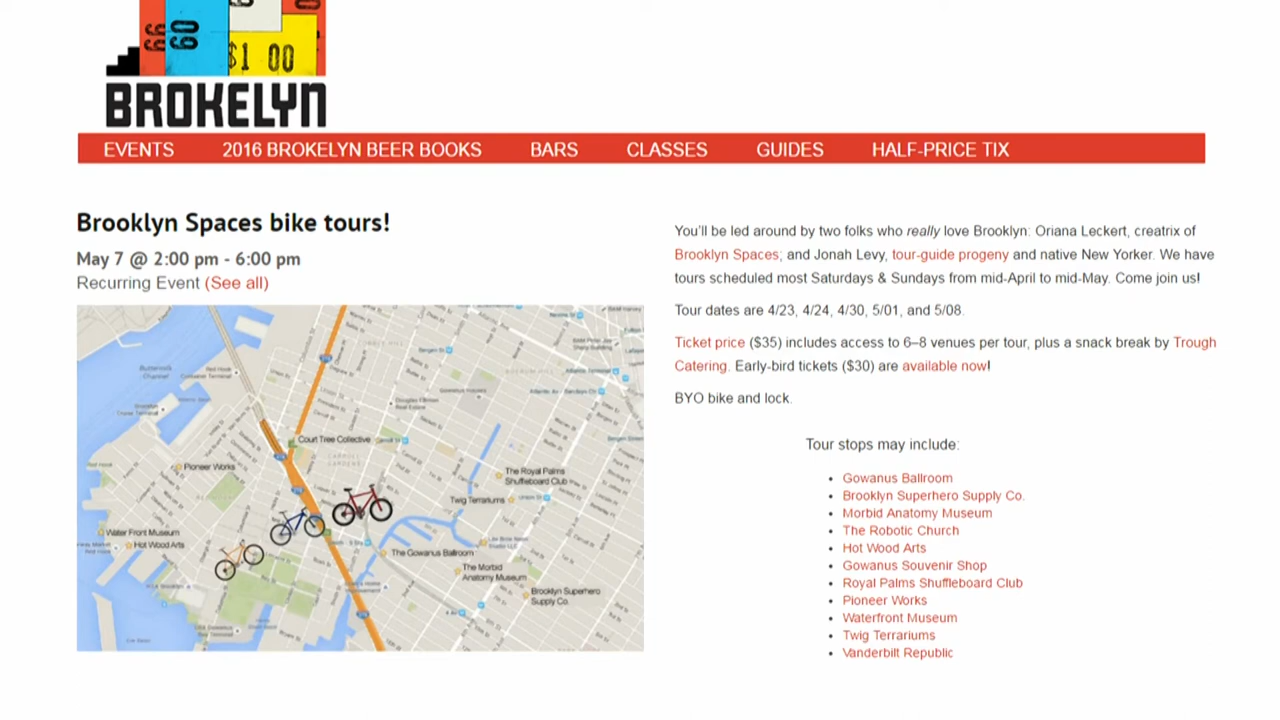 66
60
$1 00
BROKELYN
EVENTS 2016 BROKELYN BEER BOOKS BARS CLASSES GUIDES HALF-PRICE TIX
Brooklyn Spaces bike tours!
May 7 @ 2:00 pm - 6:00 pm
Recurring Event (See all)
Court Tree Collective
Pioneer Works
The Royal Palms
Shuffleboard Club
Twig Terrariums
Water Front Museum
Hot Wood Arts
The Gowanus Ballroom
The Morbid
Anatomy Museum
Brooklyn Superhero
Supply Co.
You'll be led around by two folks who really love Brooklyn: Oriana Leckert, creatrix of
Brooklyn Spaces; and Jonah Levy, tour-guide progeny and native New Yorker. We have
tours scheduled most Saturdays & Sundays from mid-April to mid-May. Come join us!
Tour dates are 4/23, 4/24, 4/30, 5/01, and 5/08.
Ticket price ($35) includes access to 6–8 venues per tour, plus a snack break by Trough
Catering. Early-bird tickets ($30) are available now!
BYO bike and lock.
Tour stops may include:
• Gowanus Ballroom
• Brooklyn Superhero Supply Co.
• Morbid Anatomy Museum
• The Robotic Church
• Hot Wood Arts
• Gowanus Souvenir Shop
• Royal Palms Shuffleboard Club
• Pioneer Works
• Waterfront Museum
• Twig Terrariums
• Vanderbilt Republic